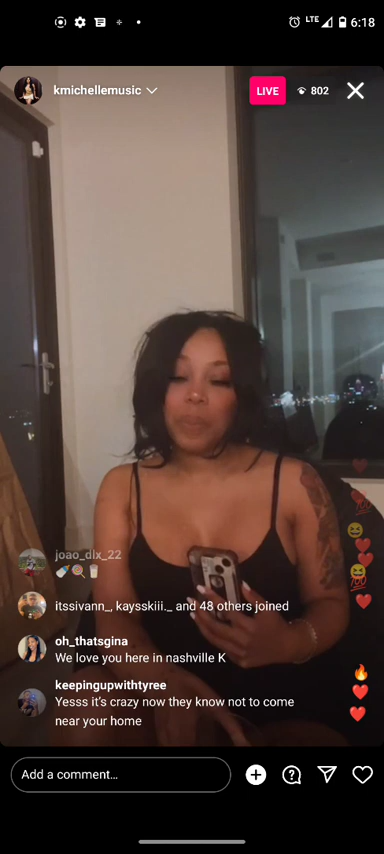 LTE 6:18
kmichellemusic LIVE 802
joao_dlx_22
itssivann_, kaysskiii._ and 48 others joined
oh_thatsgina
We love you here in nashville K
keepingupwithtyree
Yesss it's crazy now they know not to come
near your home
Add a comment...